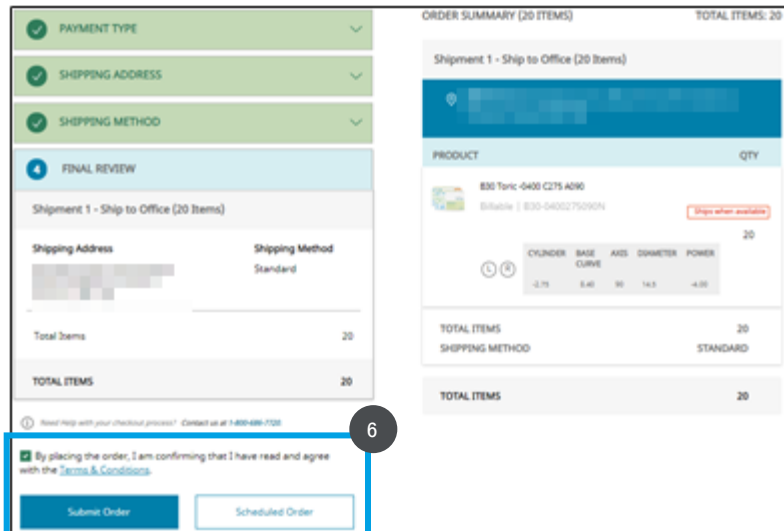 PAYMENT TYPE
SHIPPING ADDRESS
SHIPPING METHOD
4 FINAL REVIEW
Shipment 1 - Ship to Office (20 Items)
Shipping Address Shipping Method
Standard
Total Items 20
TOTAL ITEMS 20
Need Help with your checkout process? Contact us at 1-800-686-7720
6
By placing the order, I am confirming that I have read and agree
with the Terms & Conditions.
Submit Order Scheduled Order
ORDER SUMMARY (20 ITEMS) TOTAL ITEMS: 20
Shipment 1 - Ship to Office (20 Items)
PRODUCT QTY
B30 Toric -0400 C275 A090
Billable | B30-0400275090N
Ships when available
20
CYLINDER BASE CURVE AXIS DIAMETER POWER
L R
-2.75 8.40 90 14.5 -4.00
TOTAL ITEMS 20
SHIPPING METHOD STANDARD
TOTAL ITEMS 20